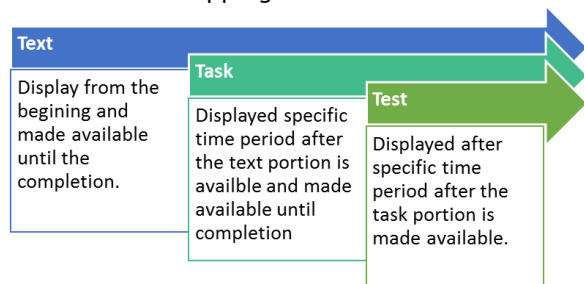 Text
Display from the
begining and
made available
until the
completion.
Task
Displayed specific
time period after
the text portion is
availble and made
available until
completion
Test
Displayed after
specific time
period after the
task portion is
made available.